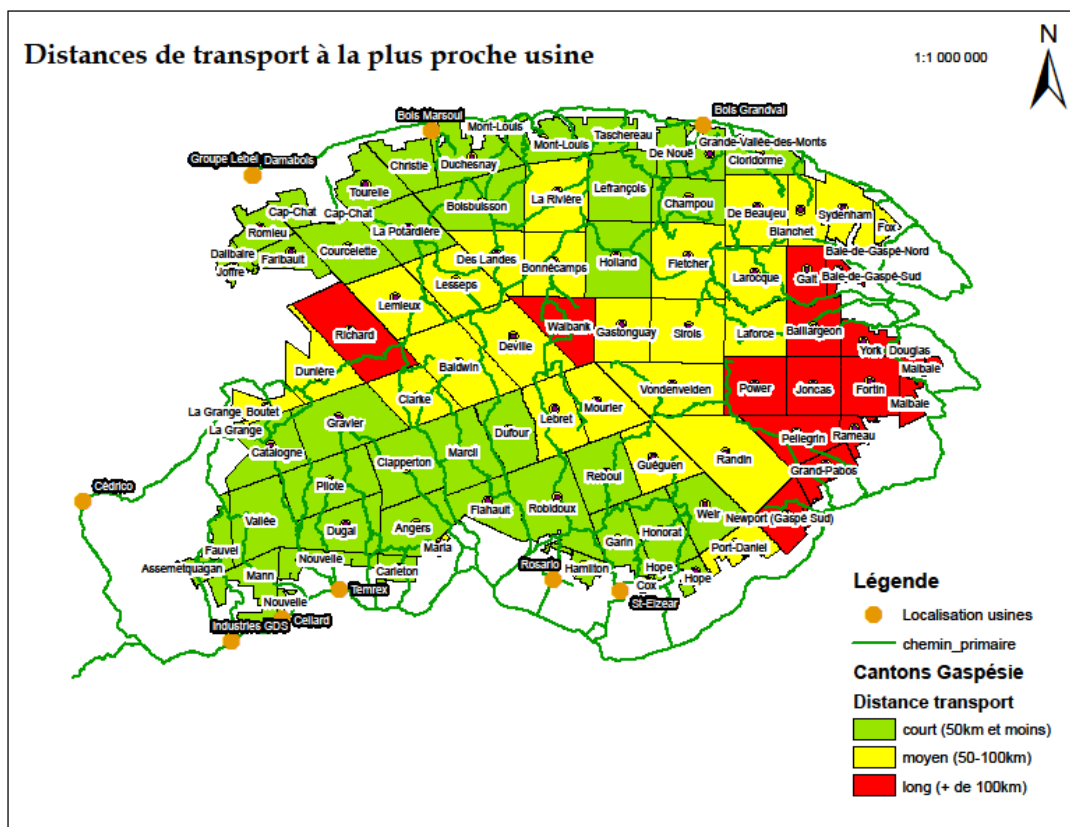 N
Distances de transport à la plus proche usine
1:1 000 000
Bois Marsoul
Bois Grandval
Mont-Louis
Taschereau
Mont-Louis
Grande-Vallée-des-Monts
De Nouë
Cloridorme
Groupe Lebel Damabois
Christie
Duchesnay
Tourelle
La Rivière
Lefrançois
Boisbuisson
Champou
Cap-Chat
Cap-Chat
De Beaujeu
Sydenham
Romieu
La Potardière
Blanchet
Fox
Dalibaire
Faribault
Courcelette
Des Landes
Baie-de-Gaspé-Nord
Joffre
Bonnécamps
Holland
Fletcher
Larocque
Galt
Baie-de-Gaspé-Sud
Lesseps
Lemieux
Richard
Walbank
Gastonguay
Sirois
Laforce
Baillargeon
Deville
York
Douglas
Dunière
Baldwin
Malbaie
Vondenvelden
Power
Joncas
Fortin
Clarke
Malbaie
La Grange
Boutet
Lebret
Mourier
La Grange
Gravier
Dufour
Pellegrin
Rameau
Catalogne
Marcil
Randin
Clapperton
Guéguen
Grand-Pabos
Reboul
Pilote
Cédrico
Flahault
Robidoux
Weir
Newport (Gaspé Sud)
Vallée
Dugal
Angers
Honorat
Garin
Port-Daniel
Fauvel
Maria
Nouvelle
Assemetquagan
Mann
Carleton
Rosario
Hamilton
Hope
Hope
Cox
Temrex
St-Elzear
Nouvelle
Cellard
Industries GDS
Légende
Localisation usines
chemin_primaire
Cantons Gaspésie
Distance transport
court (50km et moins)
moyen (50-100km)
long (+ de 100km)